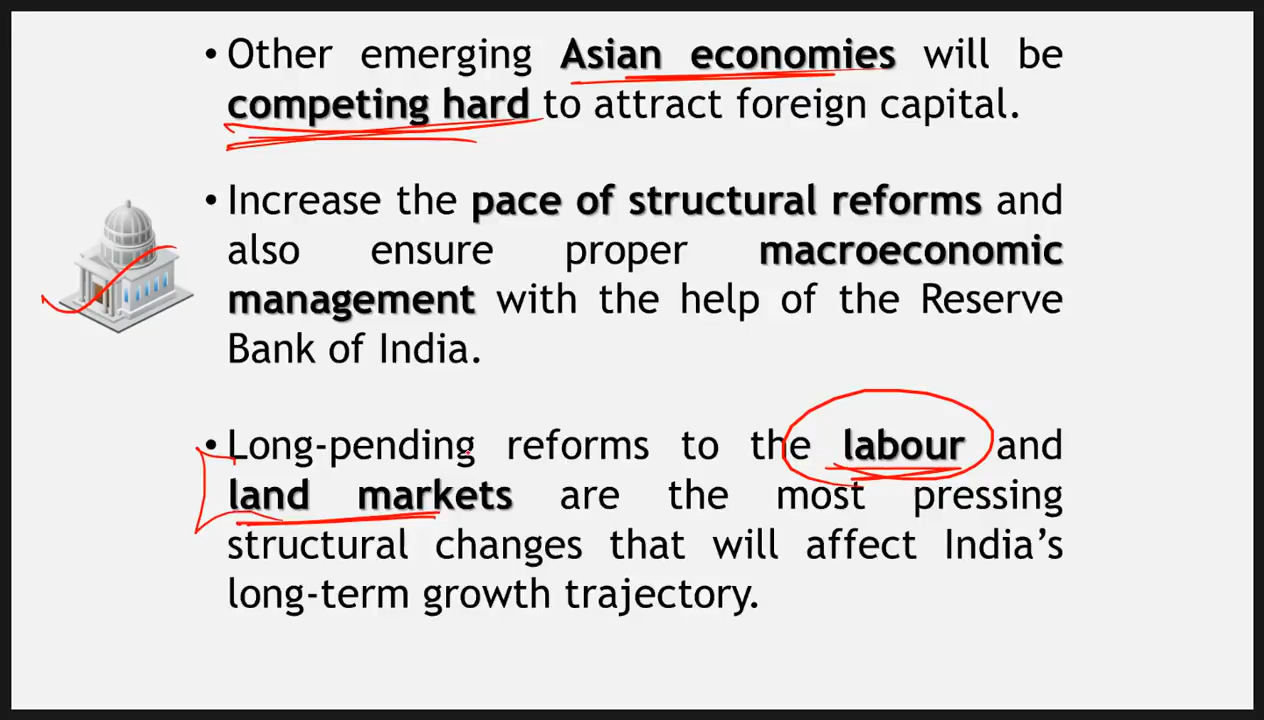 • Other emerging Asian economies will be
competing hard to attract foreign capital.
• Increase the pace of structural reforms and
also ensure proper macroeconomic
management with the help of the Reserve
Bank of India.
• Long-pending reforms to the labour and
land markets are the most pressing
structural changes that will affect India’s
long-term growth trajectory.